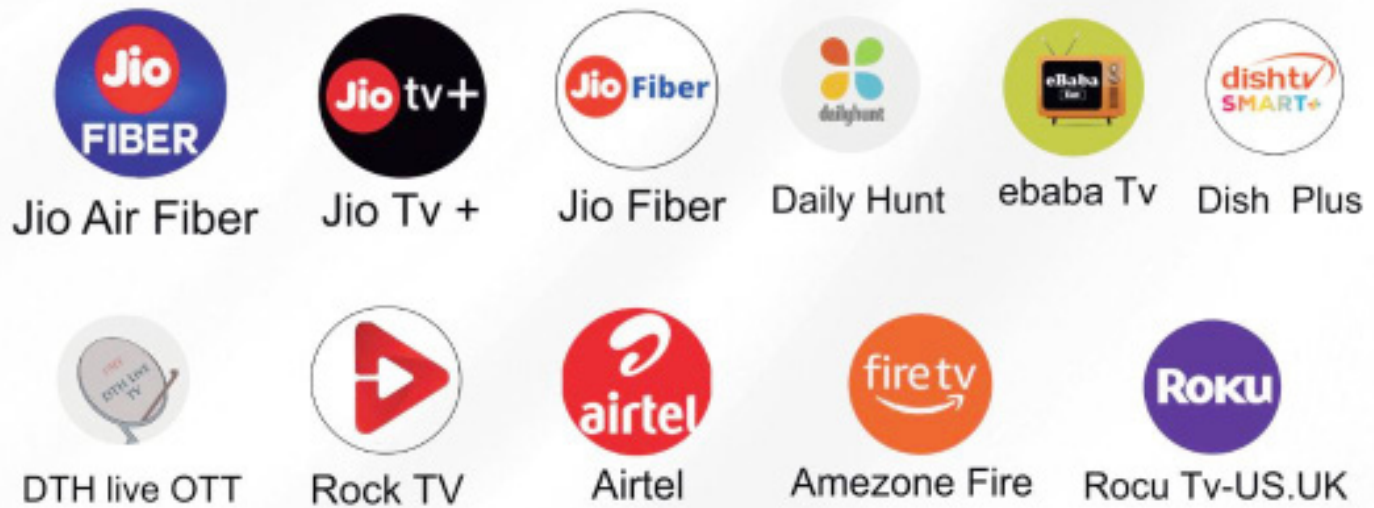 Jio
FIBER
Jio tv+
Jio Fiber
dailyhunt
eBaba
dishtv
SMART+
Jio Air Fiber
Jio Tv +
Jio Fiber
Daily Hunt
ebaba Tv
Dish Plus
DTH LIVE
TV
airtel
fire tv
ROKU
DTH live OTT
Rock TV
Airtel
Amezone Fire
Rocu Tv-US.UK